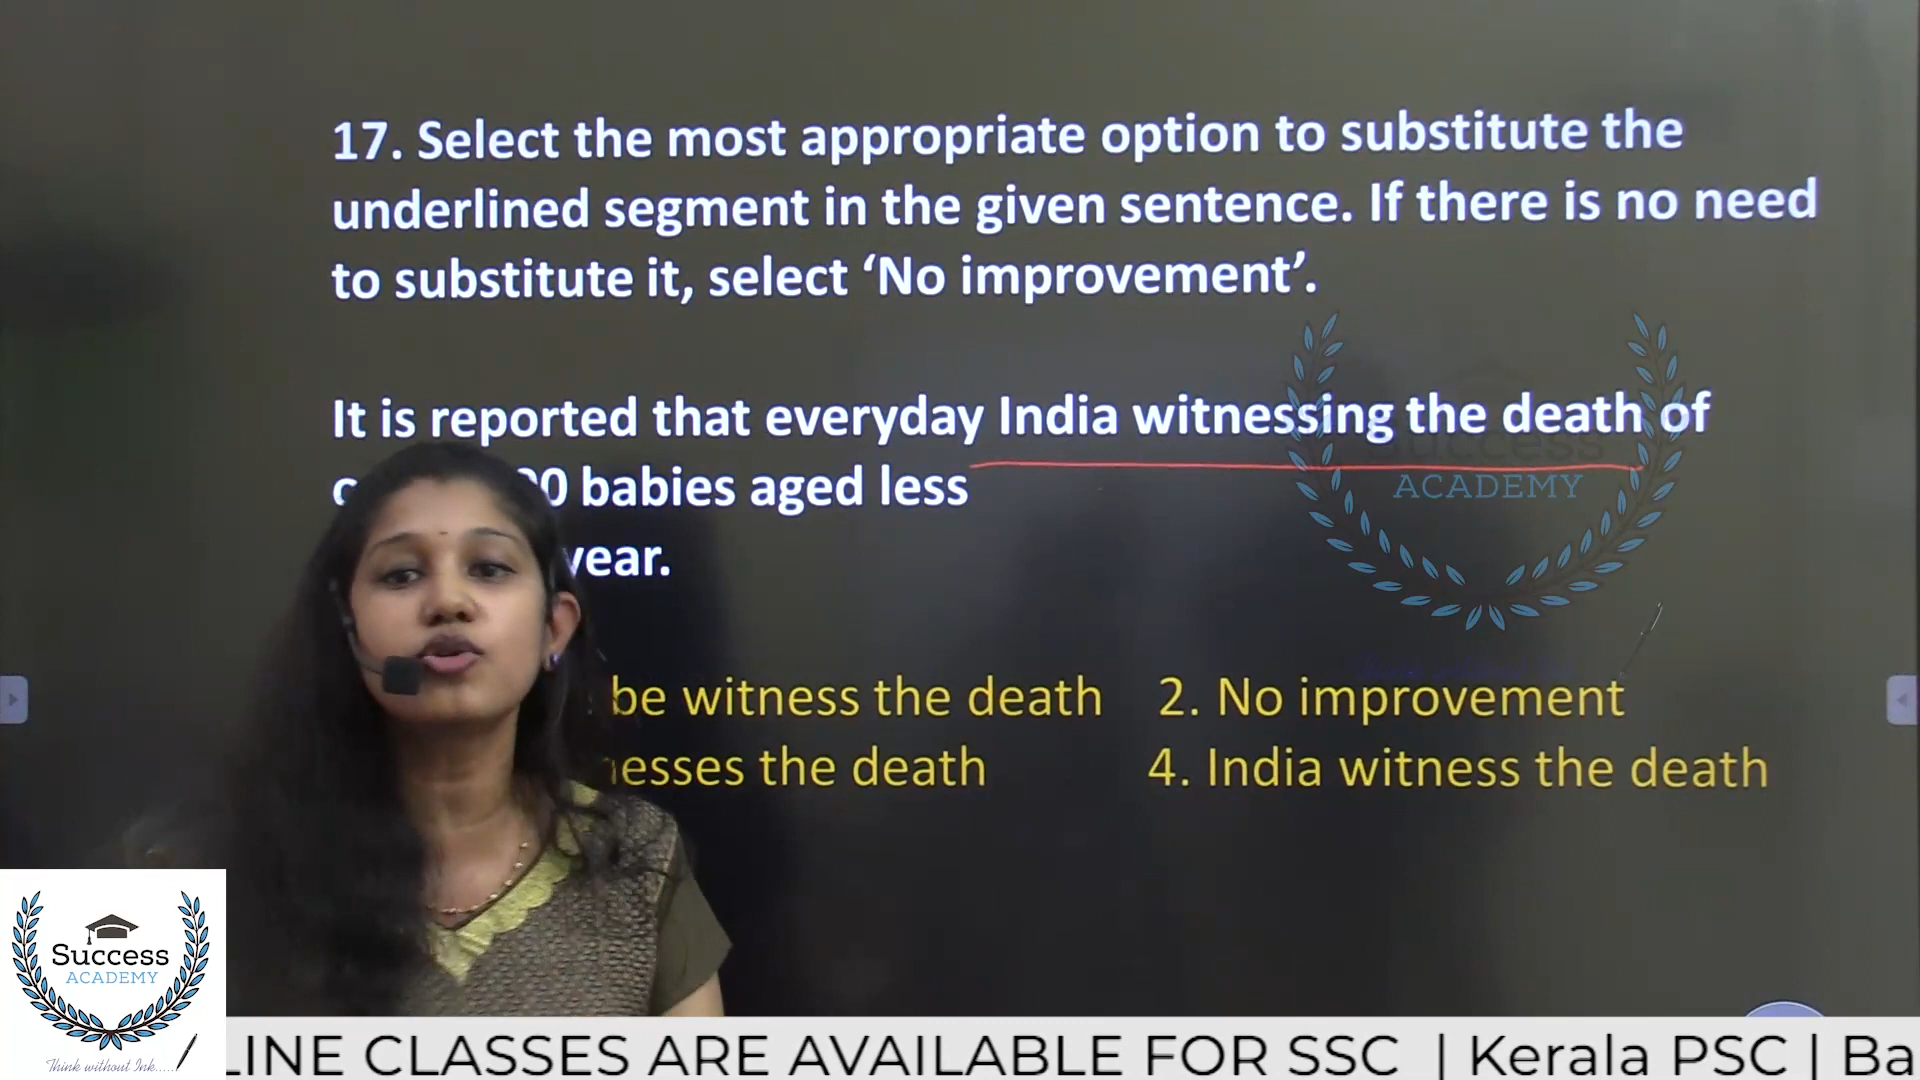 17. Select the most appropriate option to substitute the
underlined segment in the given sentence. If there is no need
to substitute it, select ‘No improvement’.
It is reported that everyday India witnessing the death of
babies aged less
year.
be witness the death 2. No improvement
the death 4. India witness the death
Success
ACADEMY
Success
ACADEMY
Think without Ink.....
CLASSES ARE AVAILABLE FOR SSC | Kerala PSC |